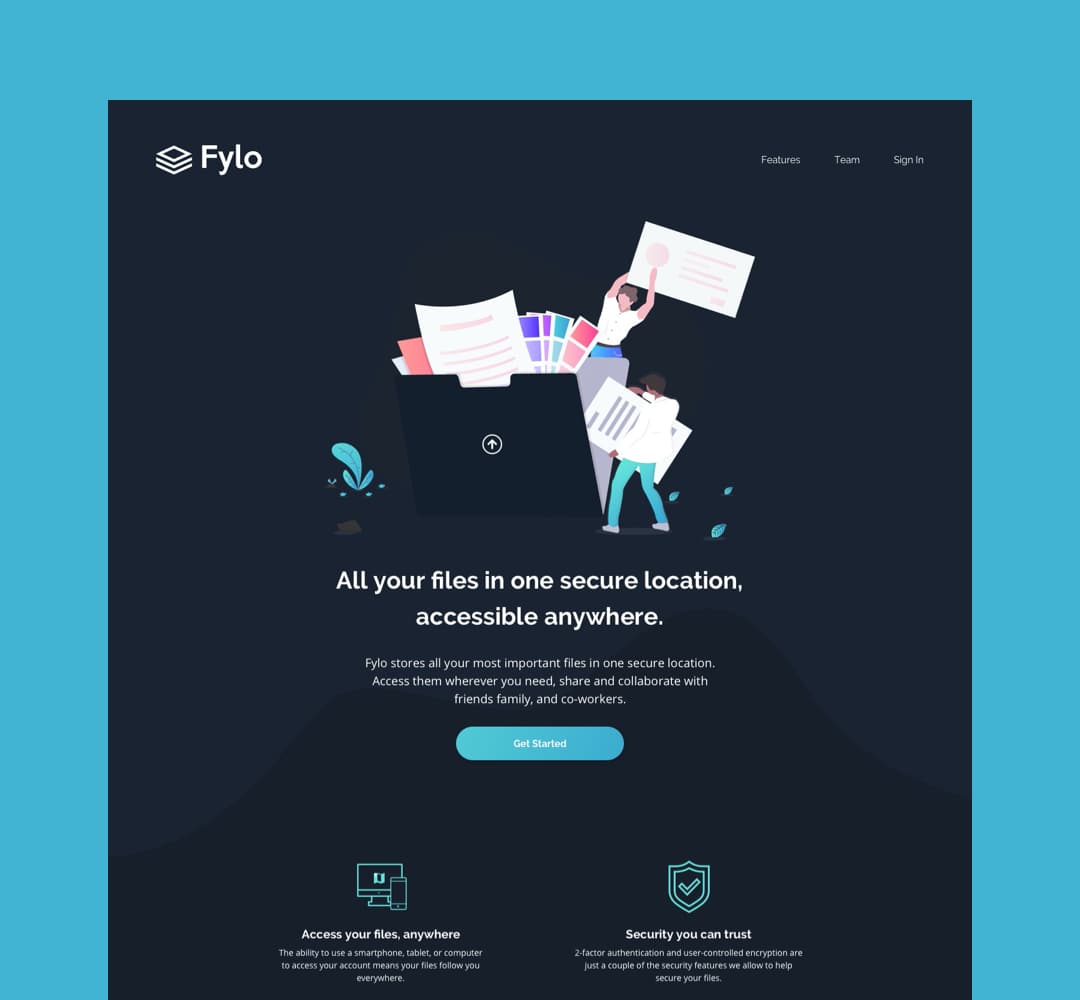 Fylo
Features
Team
Sign In
All your files in one secure location,
accessible anywhere.
Fylo stores all your most important files in one secure location.
Access them wherever you need, share and collaborate with
friends family, and co-workers.
Get Started
Access your files, anywhere
The ability to use a smartphone, tablet, or computer
to access your account means your files follow you
everywhere.
Security you can trust
2-factor authentication and user-controlled encryption are
just a couple of the security features we allow to help
secure your files.